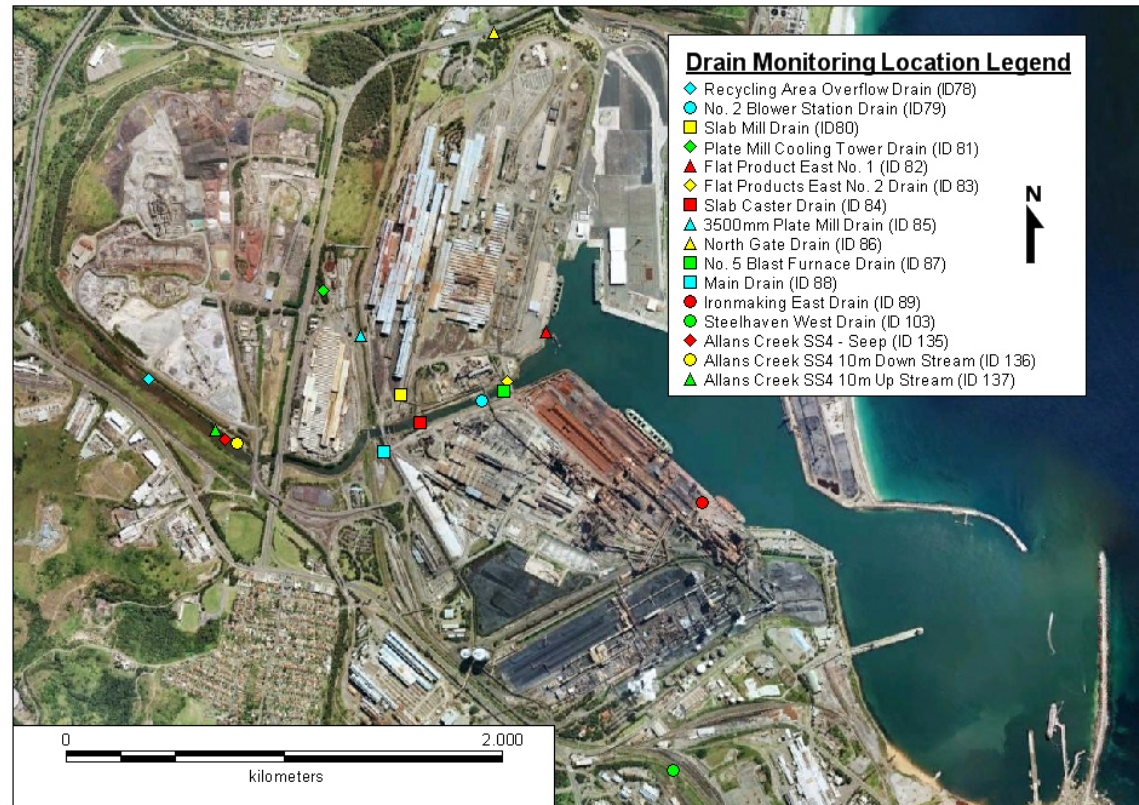 Drain Monitoring Location Legend
Recycling Area Overflow Drain (ID78)
No. 2 Blower Station Drain (ID79)
Slab Mill Drain (ID80)
Plate Mill Cooling Tower Drain (ID 81)
Flat Product East No. 1 (ID 82)
Flat Products East No. 2 Drain (ID 83)
Slab Caster Drain (ID 84)
3500mm Plate Mill Drain (ID 85)
North Gate Drain (ID 86)
No. 5 Blast Furnace Drain (ID 87)
Main Drain (ID 88)
Ironmaking East Drain (ID 89)
Steelhaven West Drain (ID 103)
Allans Creek SS4 - Seep (ID 135)
Allans Creek SS4 10m Down Stream (ID 136)
Allans Creek SS4 10m Up Stream (ID 137)
N
0 2.000
kilometers